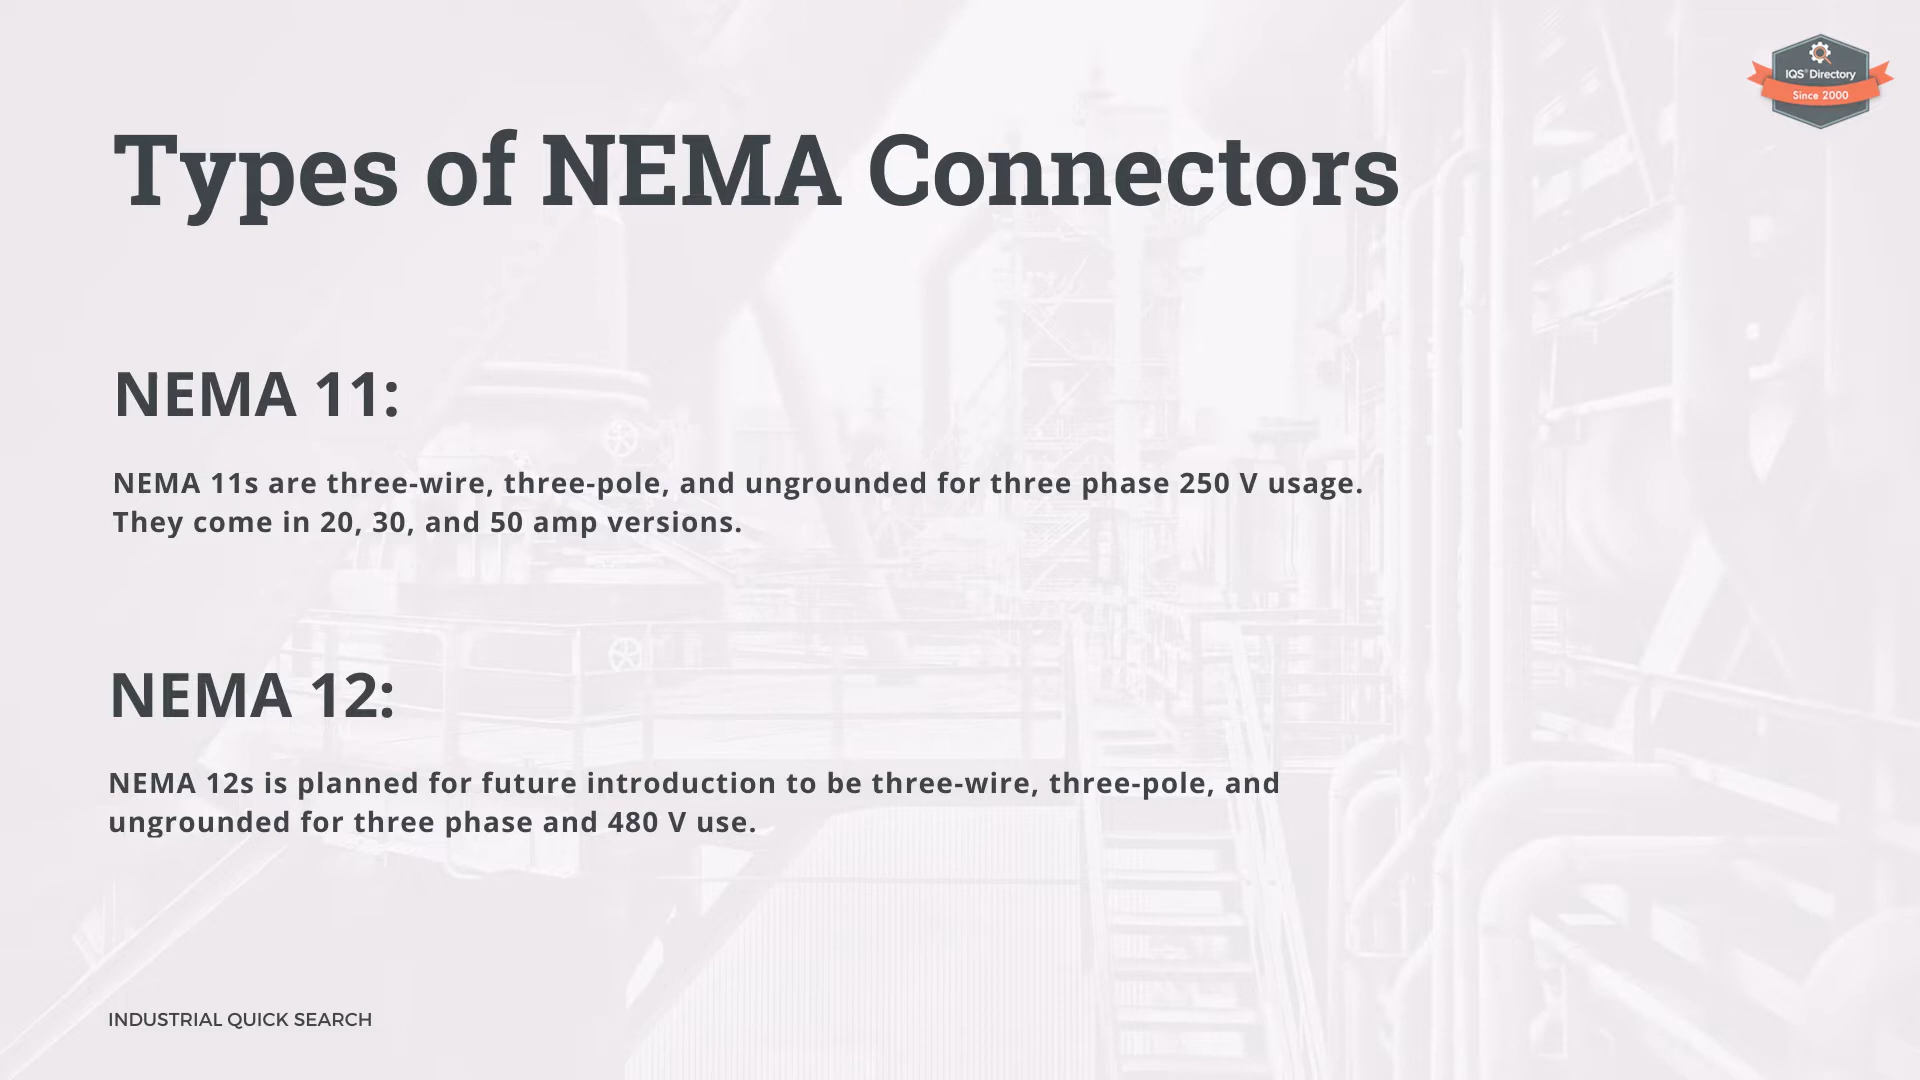 IQS® Directory
Since 2000
Types of NEMA Connectors
NEMA 11:
NEMA 11s are three-wire, three-pole, and ungrounded for three phase 250 V usage.
They come in 20, 30, and 50 amp versions.
NEMA 12:
NEMA 12s is planned for future introduction to be three-wire, three-pole, and
ungrounded for three phase and 480 V use.
INDUSTRIAL QUICK SEARCH